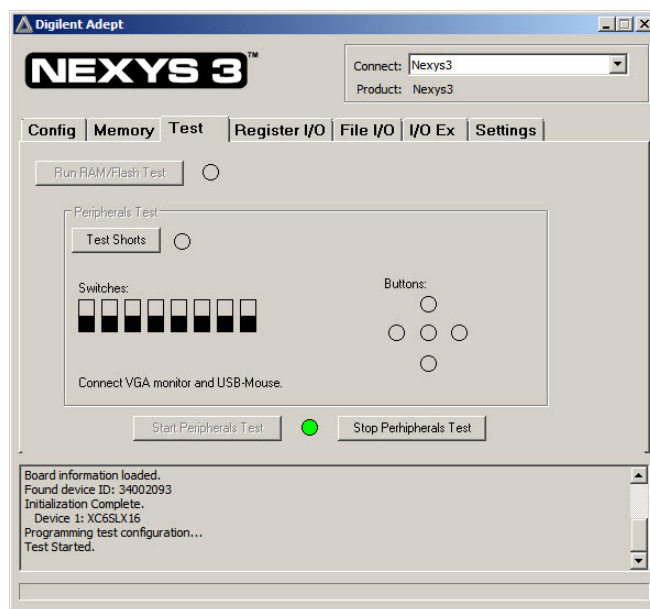 Digilent Adept
NEXYS 3™
Connect: Nexys3
Product: Nexys3
Config Memory Test Register I/O File I/O I/O Ex Settings
Run RAM/Flash Test
Peripherals Test
Test Shorts
Switches:
Buttons:
Connect VGA monitor and USB-Mouse.
Start Peripherals Test Stop Perhipherals Test
Board information loaded.
Found device ID: 34002093
Initialization Complete.
Device 1: XC6SLX16
Programming test configuration...
Test Started.